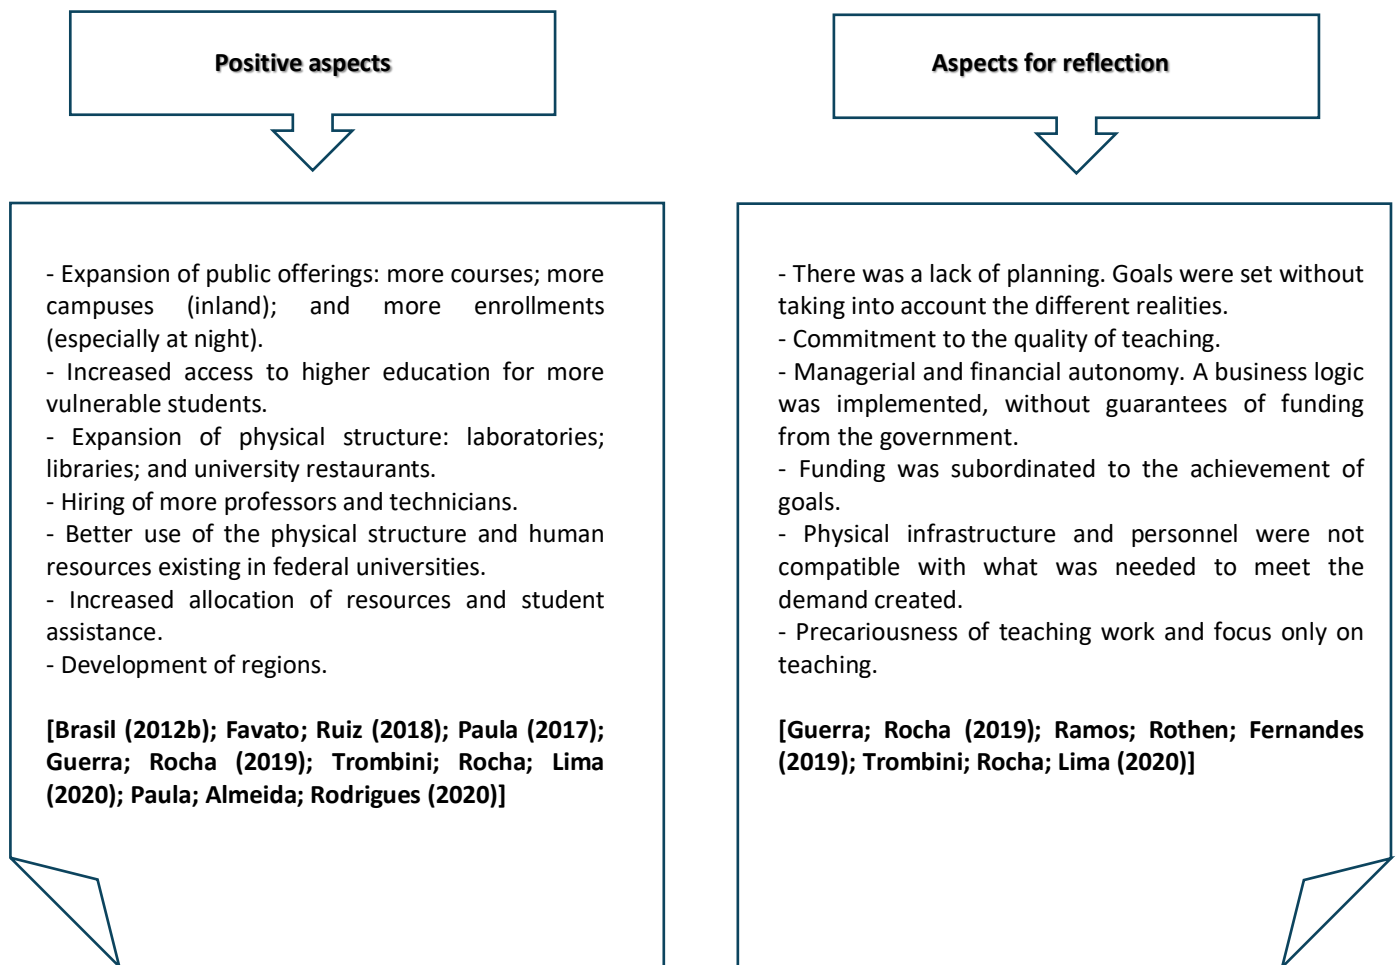 Positive aspects
- Expansion of public offerings: more courses; more
campuses (inland); and more enrollments
(especially at night).
- Increased access to higher education for more
vulnerable students.
- Expansion of physical structure: laboratories;
libraries; and university restaurants.
- Hiring of more professors and technicians.
- Better use of the physical structure and human
resources existing in federal universities.
- Increased allocation of resources and student
assistance.
- Development of regions.
[Brasil (2012b); Favato; Ruiz (2018); Paula (2017);
Guerra; Rocha (2019); Trombini; Rocha; Lima
(2020); Paula; Almeida; Rodrigues (2020)]
Aspects for reflection
- There was a lack of planning. Goals were set without
taking into account the different realities.
- Commitment to the quality of teaching.
- Managerial and financial autonomy. A business logic
was implemented, without guarantees of funding
from the government.
- Funding was subordinated to the achievement of
goals.
- Physical infrastructure and personnel were not
compatible with what was needed to meet the
demand created.
- Precariousness of teaching work and focus only on
teaching.
[Guerra; Rocha (2019); Ramos; Rothen; Fernandes
(2019); Trombini; Rocha; Lima (2020)]